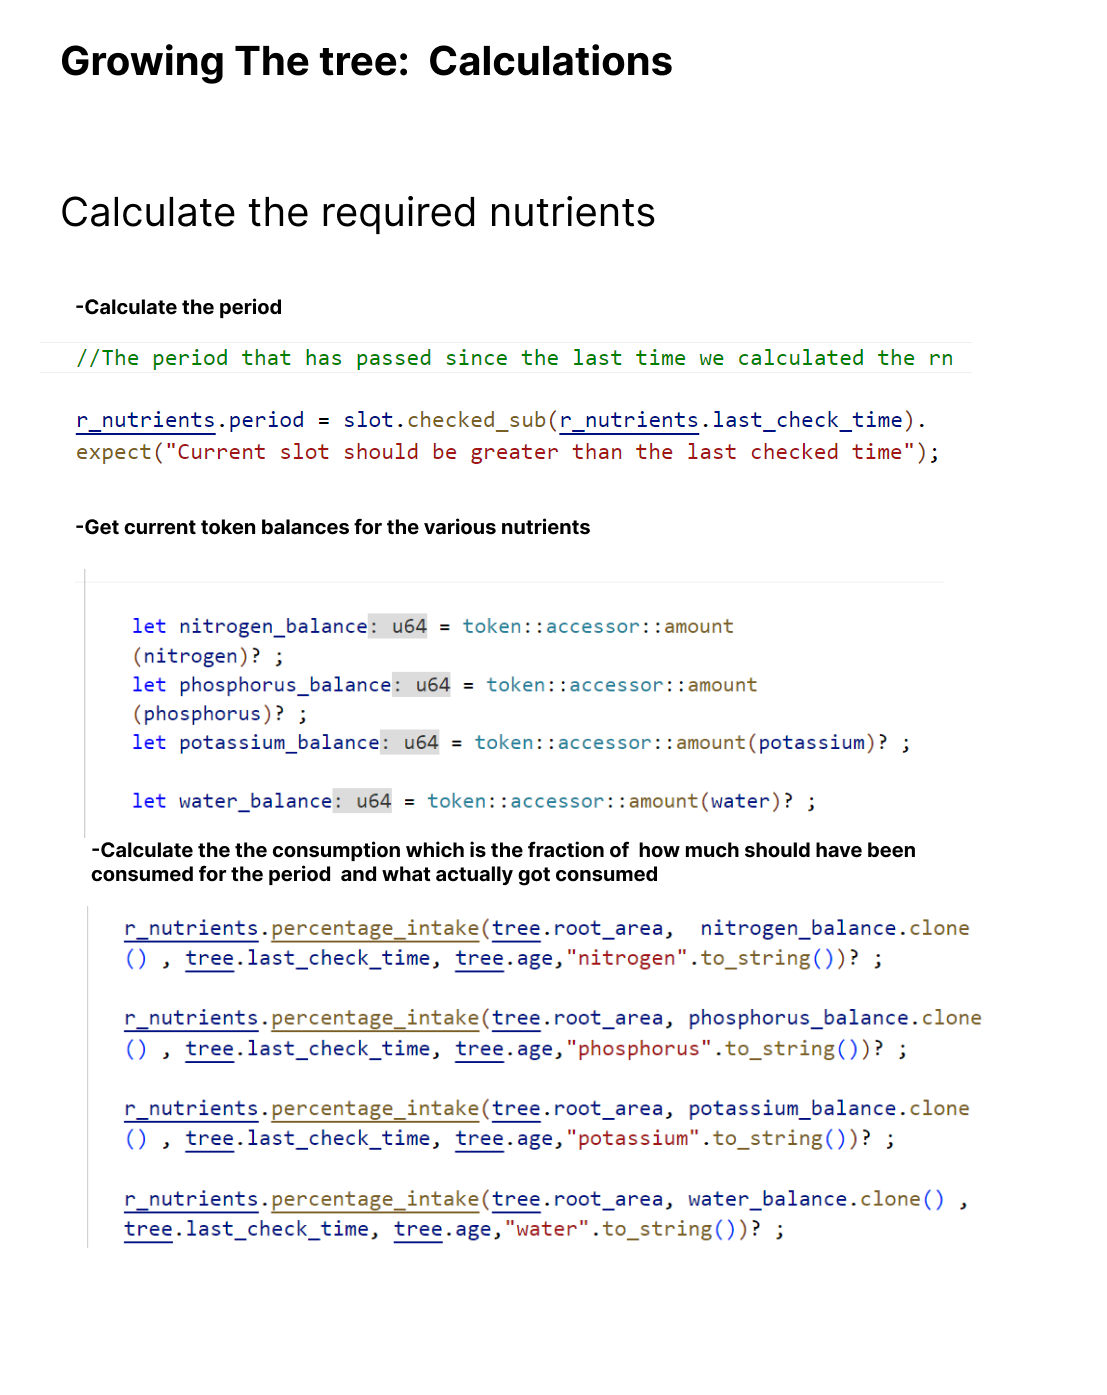 Growing The tree:  Calculations
Calculate the required nutrients
-Calculate the period
//The period that has passed since the last time we calculated the rn
r_nutrients.period = slot.checked_sub(r_nutrients.last_check_time).
expect("Current slot should be greater than the last checked time");
-Get current token balances for the various nutrients
let nitrogen_balance: u64 = token::accessor::amount
(nitrogen)? ;
let phosphorus_balance: u64 = token::accessor::amount
(phosphorus)? ;
let potassium_balance: u64 = token::accessor::amount(potassium)? ;
let water_balance: u64 = token::accessor::amount(water)? ;
-Calculate the the consumption which is the fraction of  how much should have been
consumed for the period  and what actually got consumed
r_nutrients.percentage_intake(tree.root_area,  nitrogen_balance.clone
() , tree.last_check_time, tree.age,"nitrogen".to_string())? ;
r_nutrients.percentage_intake(tree.root_area, phosphorus_balance.clone
() , tree.last_check_time, tree.age,"phosphorus".to_string())? ;
r_nutrients.percentage_intake(tree.root_area, potassium_balance.clone
() , tree.last_check_time, tree.age,"potassium".to_string())? ;
r_nutrients.percentage_intake(tree.root_area, water_balance.clone() ,
tree.last_check_time, tree.age,"water".to_string())? ;